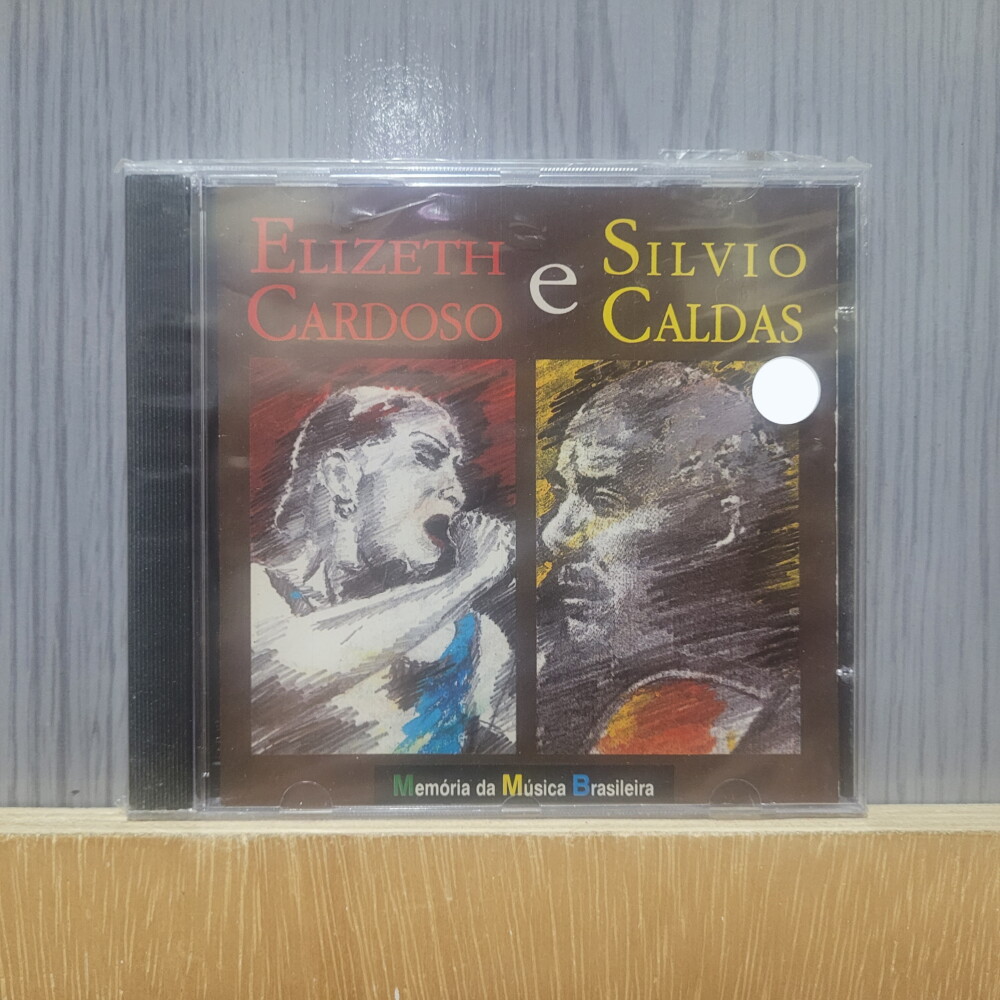 ELIZETH
CARDOSO
e
SILVIO
CALDAS
Memória da Música Brasileira